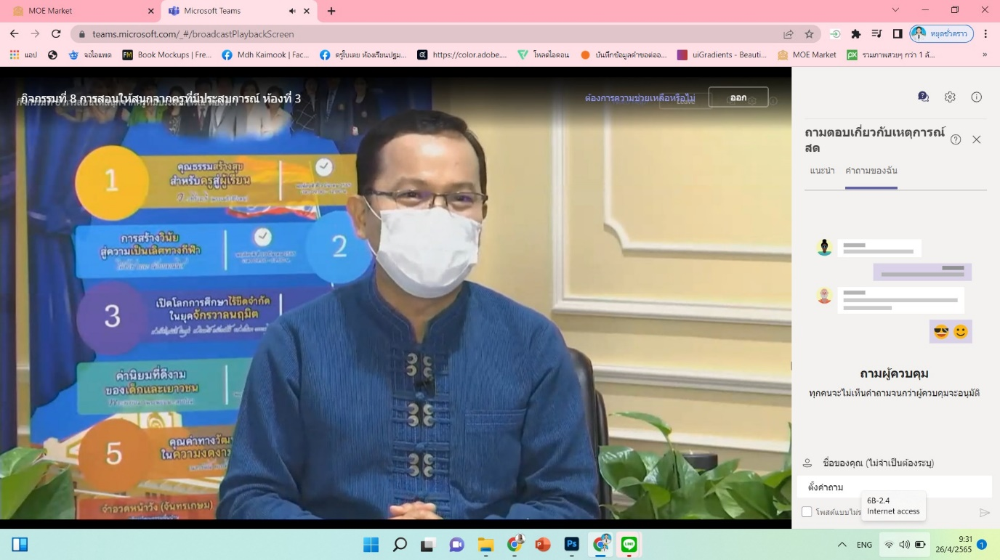 MOE Market
Microsoft Teams
teams.microsoft.com/_#/broadcastPlaybackScreen
หยุดชั่วคราว
แอป
จอไอแพด
Book Mockups | Fre...
Mdh Kaimook | Fac...
ครูใบเตย ห้องเรียนปฐม...
https://color.adobe....
โหลดไอคอน
บันทึกข้อมูลคำขอต่ออ...
uiGradients - Beauti...
MOE Market
รวมภาพสวยๆ กว่า 1 ล้...
กิจกรรมที่ 8 การสอนให้สนุกจากครูที่มีประสบการณ์ ห้องที่ 3
ต้องการความช่วยเหลือหรือไม่
ออก
Leave
1
คุณธรรมสร้างสุข
สำหรับครูสู่ผู้เรียน
การสร้างวินัย
สู่ความเป็นเลิศทางกีฬา
2
3
เปิดโลกการศึกษาไร้ขีดจำกัด
ในยุคจักรวาลนฤมิต
ค่านิยมที่ดีงาม
ของเด็กและเยาวชน
5
คุณค่าทางวัฒน
ในความงดงาม
จำอวดหน้าวัง (จันทรเกษม)
ถามตอบเกี่ยวกับเหตุการณ์
สด
แนะนำ
คำถามของฉัน
ถามผู้ควบคุม
ทุกคนจะไม่เห็นคำถามจนกว่าผู้ควบคุมจะอนุมัติ
ชื่อของคุณ (ไม่จำเป็นต้องระบุ)
ตั้งคำถาม
โพสต์แบบไม่ร
6B-2.4
Internet access
ENG
9:31
26/4/2565
1